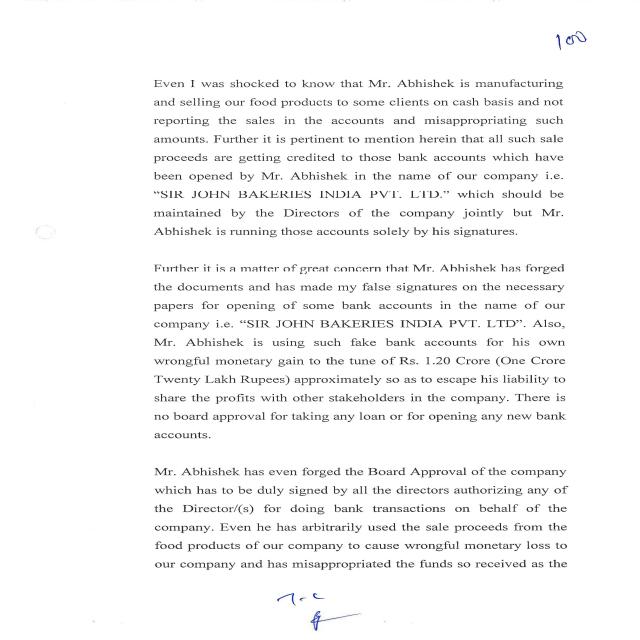 100
Even I was shocked to know that Mr. Abhishek is manufacturing
and selling our food products to some clients on cash basis and not
reporting the sales in the accounts and misappropriating such
amounts. Further it is pertinent to mention herein that all such sale
proceeds are getting credited to those bank accounts which have
been opened by Mr. Abhishek in the name of our company i.e.
“SIR JOHN BAKERIES INDIA PVT. LTD.” which should be
maintained by the Directors of the company jointly but Mr.
Abhishek is running those accounts solely by his signatures.
Further it is a matter of great concern that Mr. Abhishek has forged
the documents and has made my false signatures on the necessary
papers for opening of some bank accounts in the name of our
company i.e. “SIR JOHN BAKERIES INDIA PVT. LTD”. Also,
Mr. Abhishek is using such fake bank accounts for his own
wrongful monetary gain to the tune of Rs. 1.20 Crore (One Crore
Twenty Lakh Rupees) approximately so as to escape his liability to
share the profits with other stakeholders in the company. There is
no board approval for taking any loan or for opening any new bank
accounts.
Mr. Abhishek has even forged the Board Approval of the company
which has to be duly signed by all the directors authorizing any of
the Director/(s) for doing bank transactions on behalf of the
company. Even he has arbitrarily used the sale proceeds from the
food products of our company to cause wrongful monetary loss to
our company and has misappropriated the funds so received as the